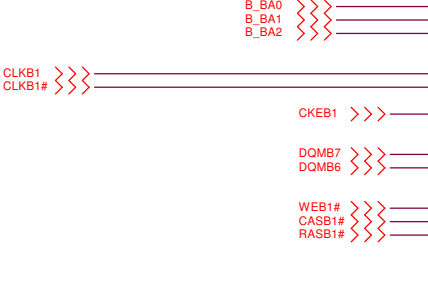 B_BA0
B_BA1
B_BA2
CLKB1
CLKB1#
CKEB1
DQMB7
DQMB6
WEB1#
CASB1#
RASB1#